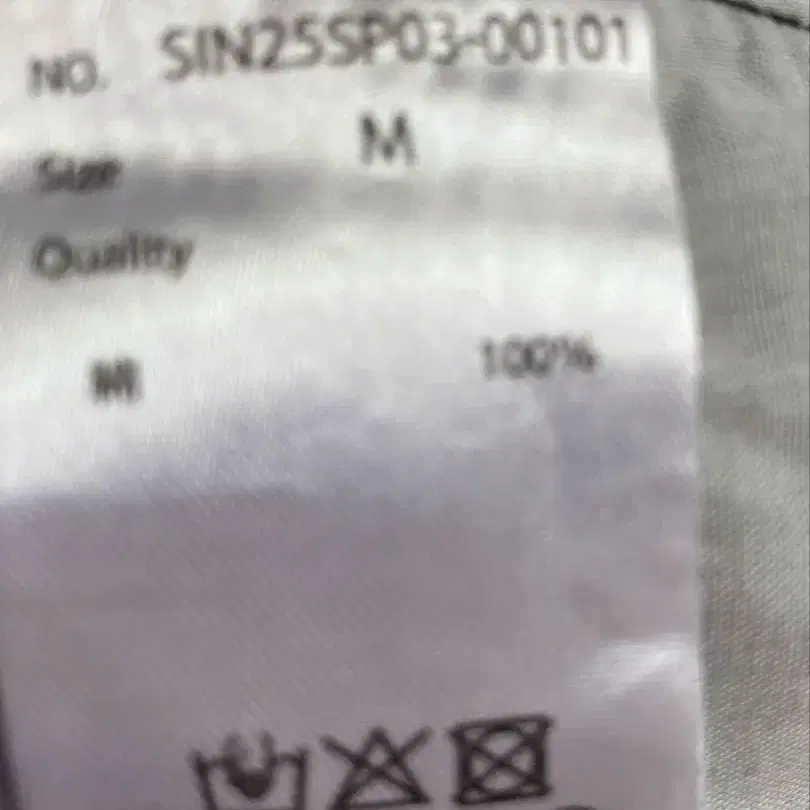 NO. SIN25SP03-00101
Size M
Quality
100%